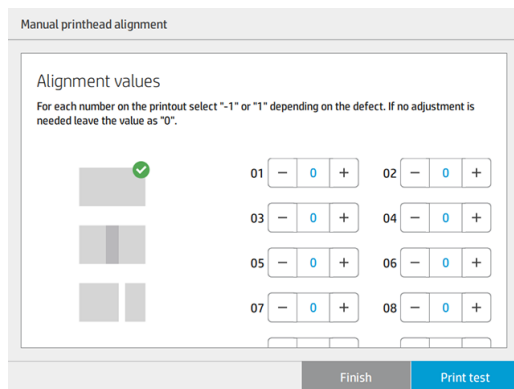 Manual printhead alignment
Alignment values
For each number on the printout select "-1" or "1" depending on the defect. If no adjustment is
needed leave the value as "0".
01 − 0 + 02 − 0 +
03 − 0 + 04 − 0 +
05 − 0 + 06 − 0 +
07 − 0 + 08 − 0 +
Finish Print test